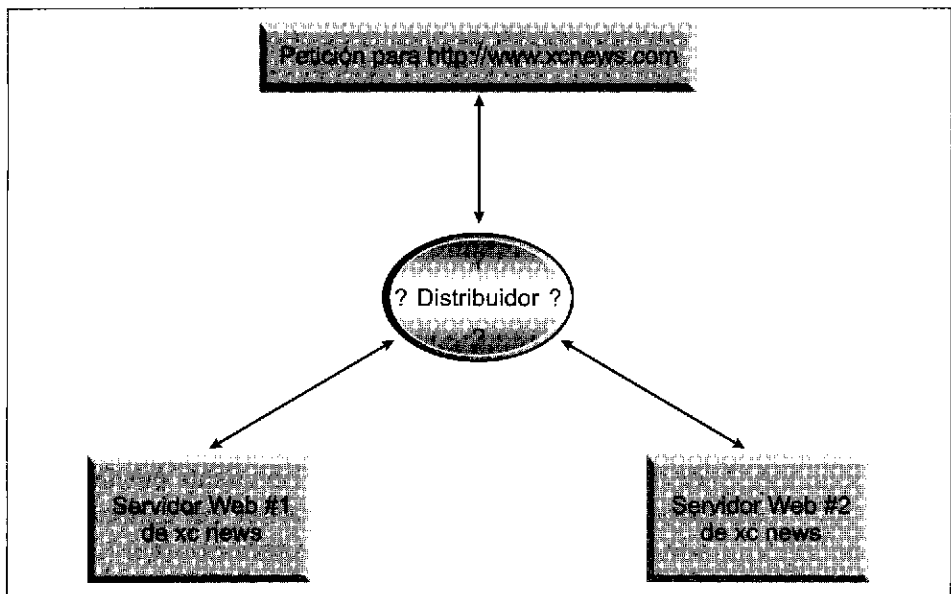 Petición para http://www.xcnews.com
?
? Distribuidor ?
?
Servidor Web #1
de xc news
Servidor Web #2
de xc news